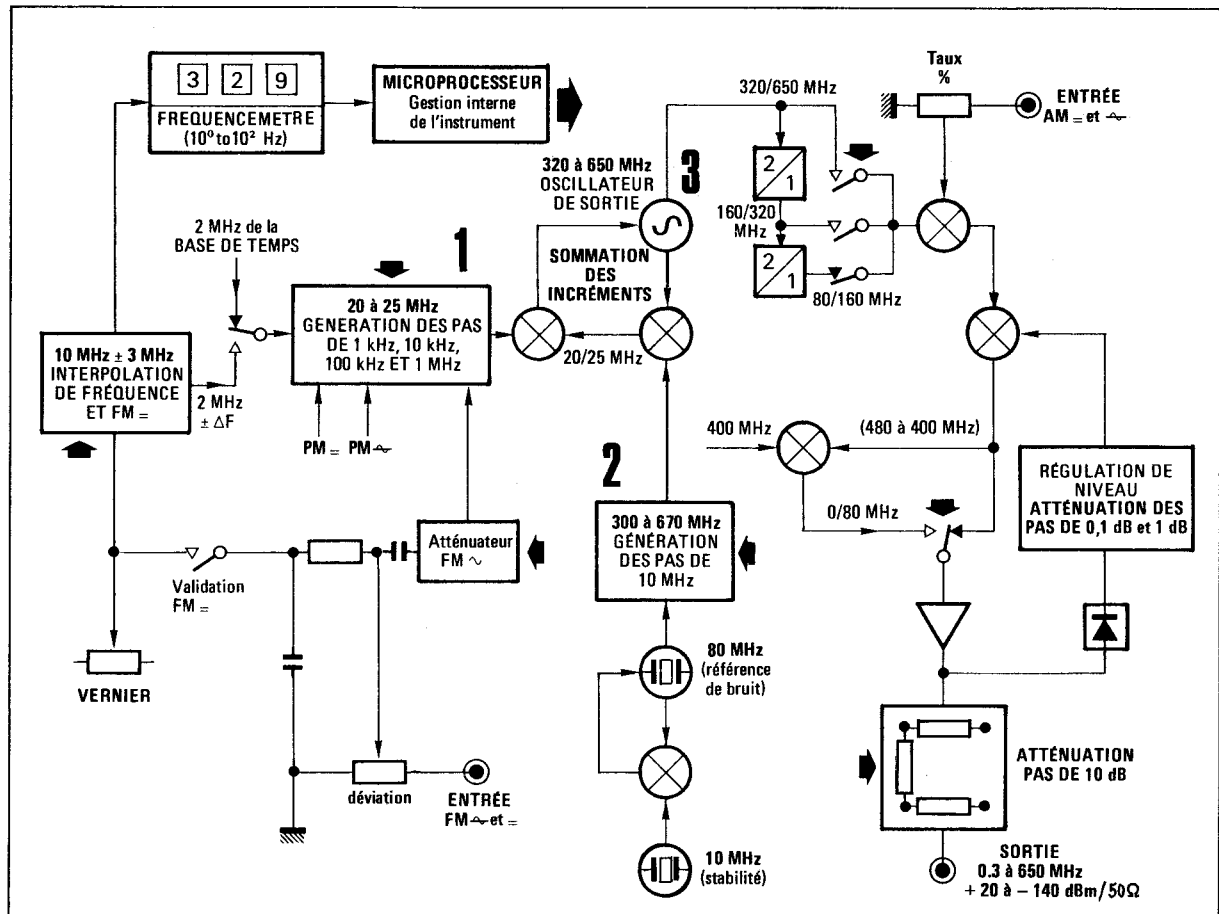 3 2 9
FREQUENCEMETRE
(10⁰ to 10² Hz)
MICROPROCESSEUR
Gestion interne
de l'instrument
320 à 650 MHz
OSCILLATEUR
DE SORTIE
3
320/650 MHz
2/1
160/320
MHz
2/1
80/160 MHz
Taux
%
ENTRÉE
AM = et ∿
2 MHz de la
BASE DE TEMPS
1
20 à 25 MHz
GENERATION DES PAS
DE 1 kHz, 10 kHz,
100 kHz ET 1 MHz
SOMMATION
DES
INCRÉMENTS
20/25 MHz
10 MHz ± 3 MHz
INTERPOLATION
DE FRÉQUENCE
ET FM =
2 MHz
± ΔF
PM = PM ∿
400 MHz
(480 à 400 MHz)
0/80 MHz
RÉGULATION DE
NIVEAU
ATTÉNUATION DES
PAS DE 0,1 dB et 1 dB
2
300 à 670 MHz
GÉNÉRATION
DES PAS DE
10 MHz
Atténuateur
FM ∿
Validation
FM =
VERNIER
80 MHz
(référence
de bruit)
déviation
ENTRÉE
FM ∿ et =
10 MHz
(stabilité)
ATTÉNUATION
PAS DE 10 dB
SORTIE
0.3 à 650 MHz
+ 20 à − 140 dBm/50Ω